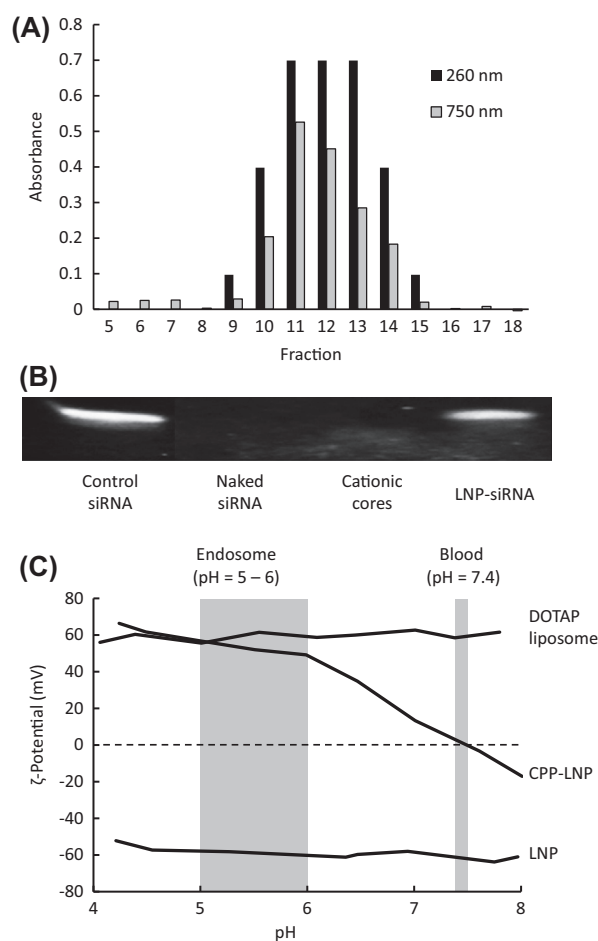 (A)
0.8
0.7
0.6
0.5
0.4
0.3
0.2
0.1
0
Absorbance
260 nm
750 nm
5 6 7 8 9 10 11 12 13 14 15 16 17 18
Fraction
(B)
Control siRNA
Naked siRNA
Cationic cores
LNP-siRNA
(C)
Endosome
(pH = 5 – 6)
Blood
(pH = 7.4)
80
60
40
20
0
-20
-40
-60
-80
ζ-Potential (mV)
DOTAP
liposome
CPP-LNP
LNP
4 5 6 7 8
pH